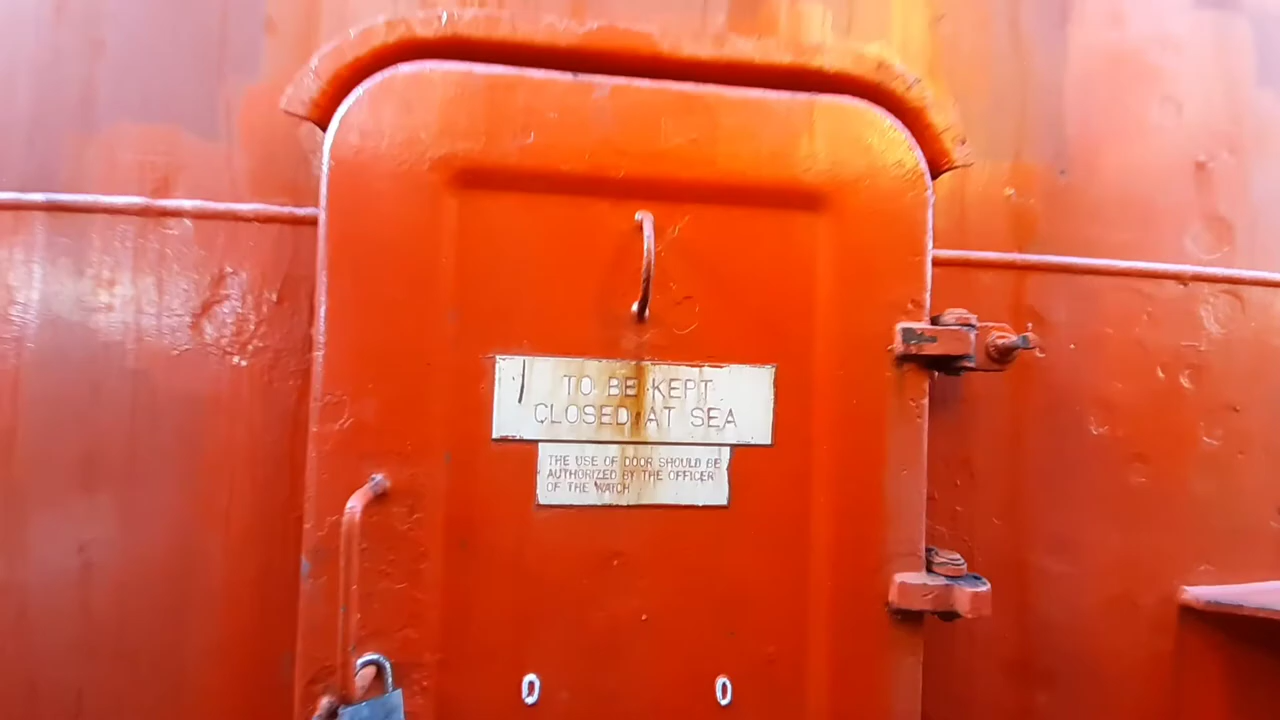 TO BE KEPT
CLOSED AT SEA
THE USE OF DOOR SHOULD BE
AUTHORIZED BY THE OFFICER
OF THE WATCH